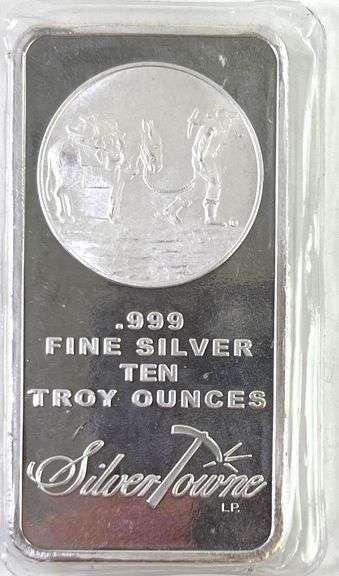 .999
FINE SILVER
TEN
TROY OUNCES
SilverTowne
L.P.